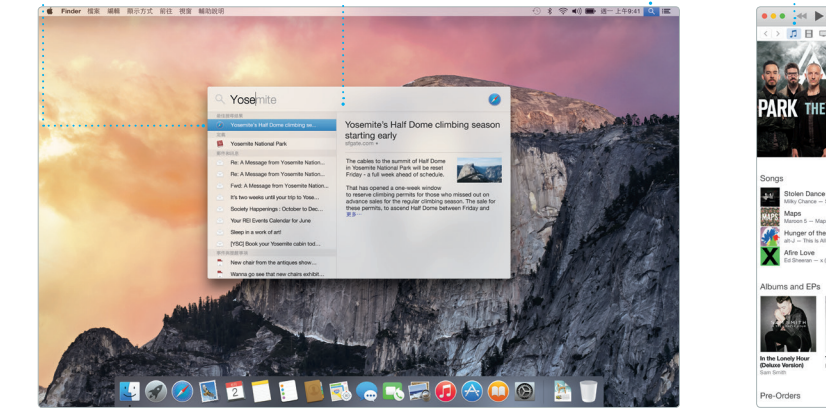 Finder 檔案 編輯 顯示方式 前往 視窗 輔助說明
週一 上午9:41
Yosemite
Yosemite's Half Dome climbing se...
Yosemite National Park
Re: A Message from Yosemite Nation...
Re: A Message from Yosemite Nation...
Fwd: A Message from Yosemite Nation...
It's two weeks until your trip to Yose...
Society Happenings : October to Dec...
Your REI Events Calendar for June
Sleep in a work of art!
[YSC] Book your Yosemite cabin tod...
New chair from the antiques show...
Wanna go see that new chairs exhibit...
Yosemite's Half Dome climbing season
starting early
sfgate.com
The cables to the summit of Half Dome
in Yosemite National Park will be reset
Friday - a full week ahead of schedule.
That has opened a one-week window
to reserve climbing permits for those who missed out on
advance sales for the regular climbing season. The sale for
these permits, to ascend Half Dome between Friday and
更多...
2
PARK THE
Songs
Stolen Dance
Milky Chance —
MAPS
Maps
Maroon 5 — Map
Hunger of the
alt-J — This Is All
Afire Love
Ed Sheeran — x
Albums and EPs
In the Lonely Hour
(Deluxe Version)
Sam Smith
Pre-Orders